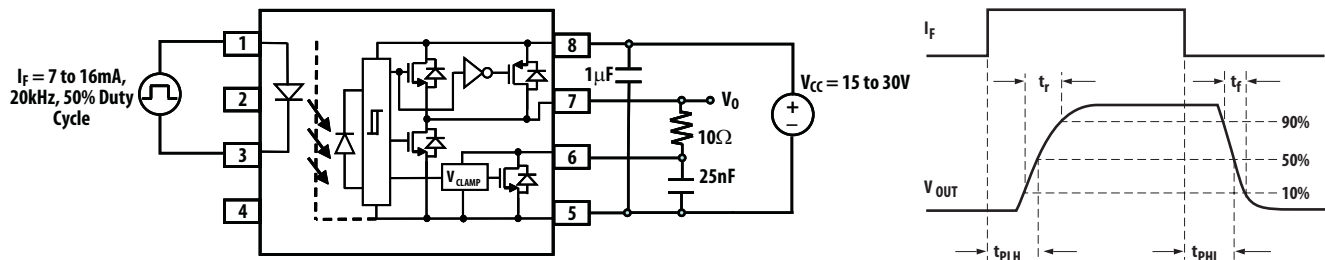 I_F = 7 to 16mA,
20kHz, 50% Duty
Cycle
1
2
3
4
V_CLAMP
8
7
6
5
1µF
V_O
10Ω
25nF
V_CC = 15 to 30V
+
−
I_F
t_r
t_f
90%
50%
10%
V_OUT
t_PLH
t_PHL